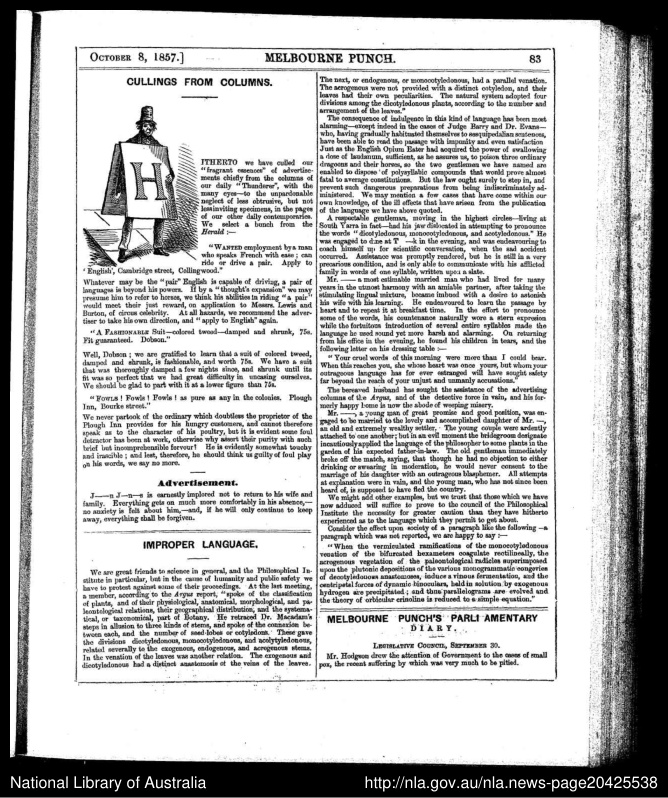 OCTOBER 8, 1857.] MELBOURNE PUNCH. 83
CULLINGS FROM COLUMNS.
H
ITHERTO we have culled our
"fragrant essences" of advertise-
ments chiefly from the columns of
our daily "Thunderer", with the
many eyes—to the unpardonable
neglect of less obtrusive, but not
less inviting specimens, in the pages
of our other daily contemporaries.
We select a bunch from the
Herald:—
"WANTED employment by a man
who speaks French with ease; can
ride or drive a pair. Apply to
'English', Cambridge street, Collingwood."
Whatever may be the "pair" English is capable of driving, a pair of
languages is beyond his powers. If by a "thought's expansion" we may
presume him to refer to horses, we think his abilities in riding "a pair"
would meet their just reward, on application to Messrs. Lewis and
Burton, of circus celebrity. At all hazards, we recommend the adver-
tiser to take his own direction, and "apply to English" again.
"A FASHIONABLE Suit—colored tweed—damped and shrunk, 75s.
Fit guaranteed. Dobson."
Well, Dobson; we are gratified to learn that a suit of colored tweed,
damped and shrunk, is fashionable, and worth 75s. We have a suit
that was thoroughly damped a few nights since, and shrunk until its
fit was so perfect that we had great difficulty in uncasing ourselves.
We should be glad to part with it at a lower figure than 75s.
"FOWLS! Fowls! Fowls! as pure as any in the colonies. Plough
Inn, Bourke street."
We never partook of the ordinary which doubtless the proprietor of the
Plough Inn provides for his hungry customers, and cannot therefore
speak as to the character of his poultry, but it is evident some foul
detractor has been at work, otherwise why assert their purity with such
brief but incomprehensible fervour! He is evidently somewhat touchy
and irascible; and lest, therefore, he should think us guilty of foul play
on his words, we say no more.
Advertisement.
J——n J—n—s is earnestly implored not to return to his wife and
family. Everything gets on much more comfortably in his absence,—
no anxiety is felt about him,—and, if he will only continue to keep
away, everything shall be forgiven.
IMPROPER LANGUAGE.
We are great friends to science in general, and the Philosophical In-
stitute in particular, but in the cause of humanity and public safety we
have to protest against some of their proceedings. At the last meeting,
a member, according to the Argus report, "spoke of the classification
of plants, and of their physiological, anatomical, morphological, and pa-
læontological relations, their geographical distribution, and the systema-
tical, or taxonomical, part of Botany. He retraced Dr. Macadam's
steps in allusion to three kinds of stems, and spoke of the connexion be-
tween each, and the number of seed-lobes or cotyledons. These gave
the divisions dicotyledonous, monocotyledonous, and acotyledonous,
related severally to the exogenous, endogenous, and acrogenous stems.
In the venation of the leaves was another relation. The exogenous and
dicotyledonous had a distinct anastomosis of the veins of the leaves.
The next, or endogenous, or monocotyledonous, had a parallel venation.
The acrogenous were not provided with a distinct cotyledon, and their
leaves had their own peculiarities. The natural system adopted four
divisions among the dicotyledonous plants, according to the number and
arrangement of the leaves."
The consequence of indulgence in this kind of language has been most
alarming—except indeed in the cases of Judge Barry and Dr. Evans—
who, having gradually habituated themselves to sesquipedalian sentences,
have been able to read the passage with impunity and even satisfaction
Just as the English Opium Eater had acquired the power of swallowing
a dose of laudanum, sufficient, as he assures us, to poison three ordinary
dragoons and their horses, so the two gentlemen we have named are
enabled to dispose of polysyllabic compounds that would prove almost
fatal to average constitutions. But the law ought surely to step in, and
prevent such dangerous preparations from being indiscriminately ad-
ministered. We may mention a few cases that have come within our
own knowledge, of the ill effects that have arisen from the publication
of the language we have above quoted.
A respectable gentleman, moving in the highest circles—living at
South Yarra in fact—had his jaw dislocated in attempting to pronounce
the words "dicotyledonous, monocotyledonous, and acotyledonous." He
was engaged to dine at T—k in the evening, and was endeavouring to
coach himself up for scientific conversation, when the sad accident
occurred. Assistance was promptly rendered, but he is still in a very
precarious condition, and is only able to communicate with his afflicted
family in words of one syllable, written upon a slate.
Mr. —— a most estimable married man who had lived for many
years in the utmost harmony with an amiable partner, after taking the
stimulating lingual mixture, became imbued with a desire to astonish
his wife with his learning. He endeavoured to learn the passage by
heart and to repeat it at breakfast time. In the effort to pronounce
some of the words, his countenance naturally wore a stern expression
while the fortuitous introduction of several entire syllables made the
language he used sound yet more harsh and alarming. On returning
from his office in the evening, he found his children in tears, and the
following letter on his dressing table:—
"Your cruel words of this morning were more than I could bear.
When this reaches you, she whose heart was once yours, but whom your
outrageous language has for ever estranged will have sought safety
far beyond the reach of your unjust and unmanly accusations."
The bereaved husband has sought the assistance of the advertising
columns of the Argus, and of the detective force in vain, and his for-
merly happy home is now the abode of weeping misery.
Mr. ——, a young man of great promise and good position, was en-
gaged to be married to the lovely and accomplished daughter of Mr. —,
an old and extremely wealthy settler. The young couple were ardently
attached to one another; but in an evil moment the bridegroom designate
incautiously applied the language of the philosopher to some plants in the
garden of his expected father-in-law. The old gentleman immediately
broke off the match, saying, that though he had no objection to either
drinking or swearing in moderation, he would never consent to the
marriage of his daughter with an outrageous blasphemer. All attempts
at explanation were in vain, and the young man, who has not since been
heard of, is supposed to have fled the country.
We might add other examples, but we trust that those which we have
now adduced will suffice to prove to the council of the Philosophical
Institute the necessity for greater caution than they have hitherto
experienced as to the language which they permit to get about.
Consider the effect upon society of a paragraph like the following—a
paragraph which was not reported, we are happy to say:—
"When the vermiculated ramifications of the monocotyledonous
venation of the bifurcated hexameters coagulate rectilineally, the
acrogenous vegetation of the paleontological radicles superimposed
upon the plutonic depositions of the various monogrammatic congeries
of decotyledonous anastomoses, induce a vinous fermentation, and the
centripetal forces of dynamic binoculars, held in solution by exogenous
hydrogen are precipitated; and thus parallelograms are evolved and
the theory of orbicular crinoline is reduced to a simple equation."
MELBOURNE PUNCH'S PARLIAMENTARY
DIARY.
LEGISLATIVE COUNCIL, SEPTEMBER 30.
Mr. Hodgson drew the attention of Government to the cases of small
pox, the recent suffering by which was very much to be pitied.
National Library of Australia http://nla.gov.au/nla.news-page20425538